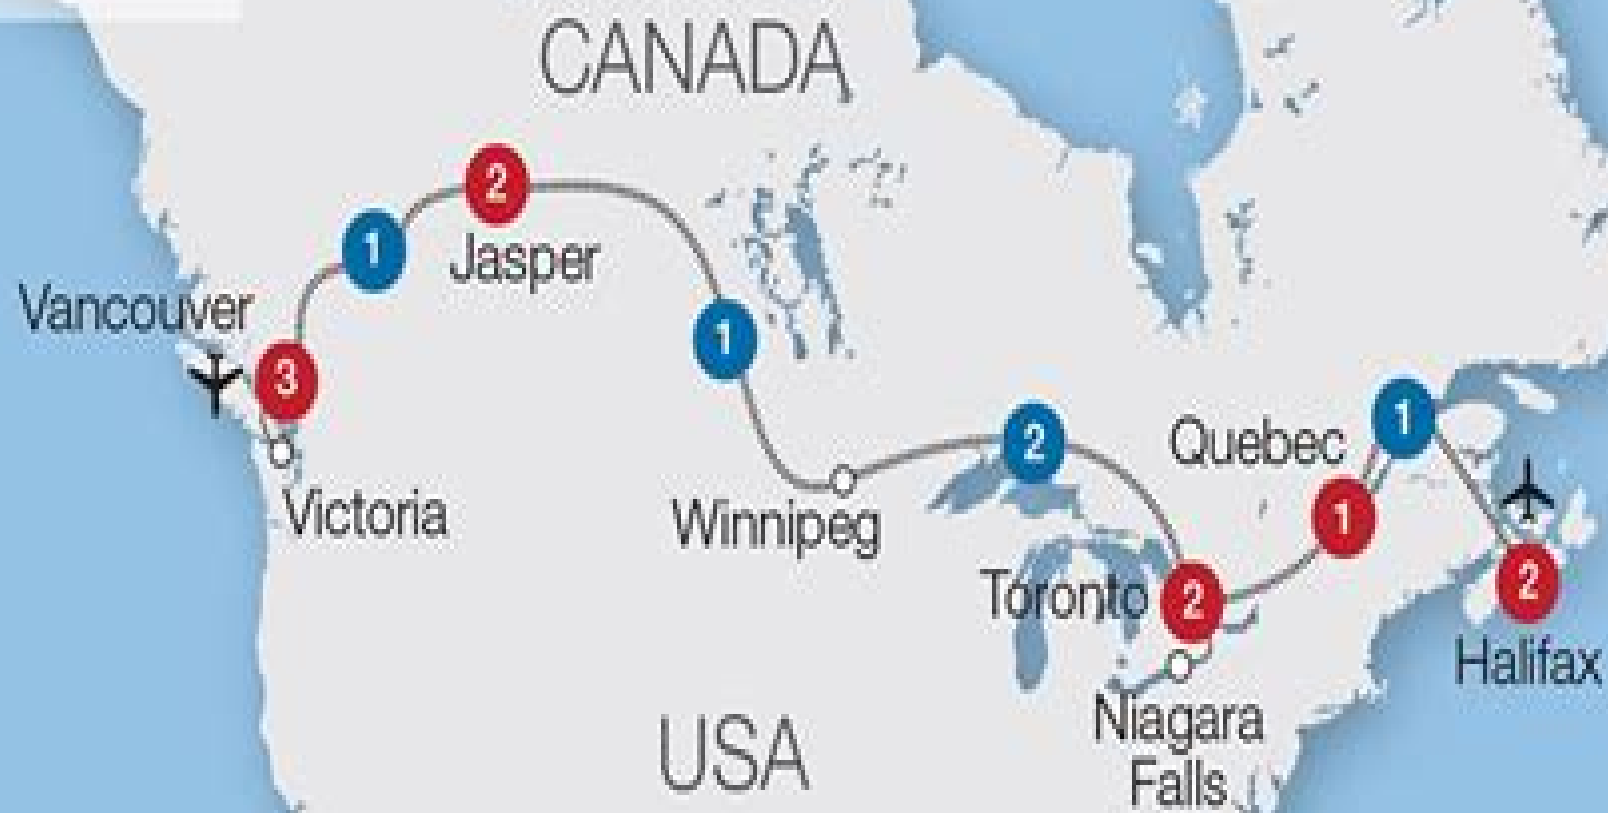 CANADA
2
1
Jasper
Vancouver
1
3
1
2
Quebec
Victoria
Winnipeg
1
Toronto
2
2
Halifax
Niagara
Falls
USA